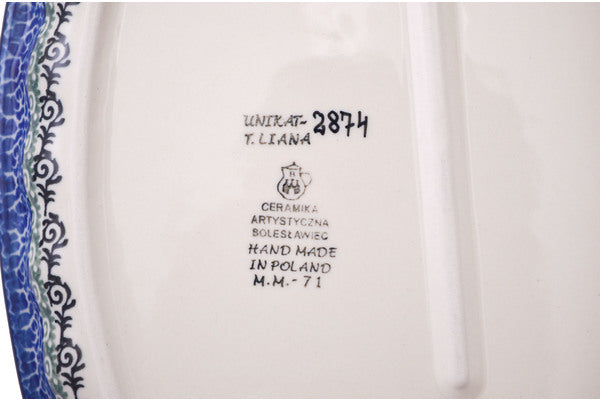 UNIKAT- 2874
T. LIANA
CERAMIKA
ARTYSTYCZNA
BOLESŁAWIEC
HAND MADE
IN POLAND
M.M.-71